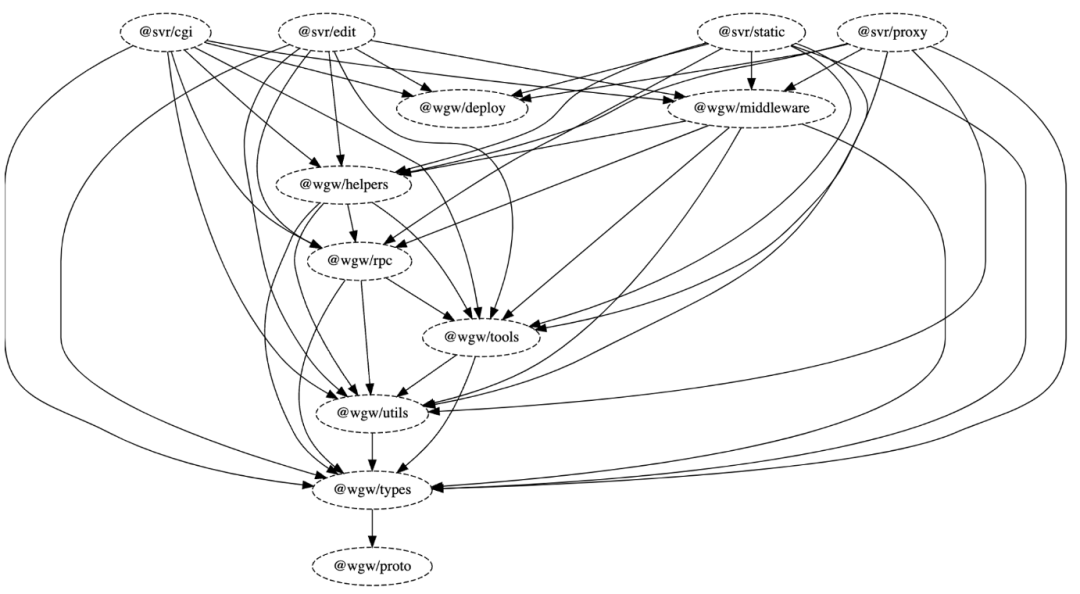 @svr/cgi
@svr/edit
@svr/static
@svr/proxy
@wgw/deploy
@wgw/middleware
@wgw/helpers
@wgw/rpc
@wgw/tools
@wgw/utils
@wgw/types
@wgw/proto